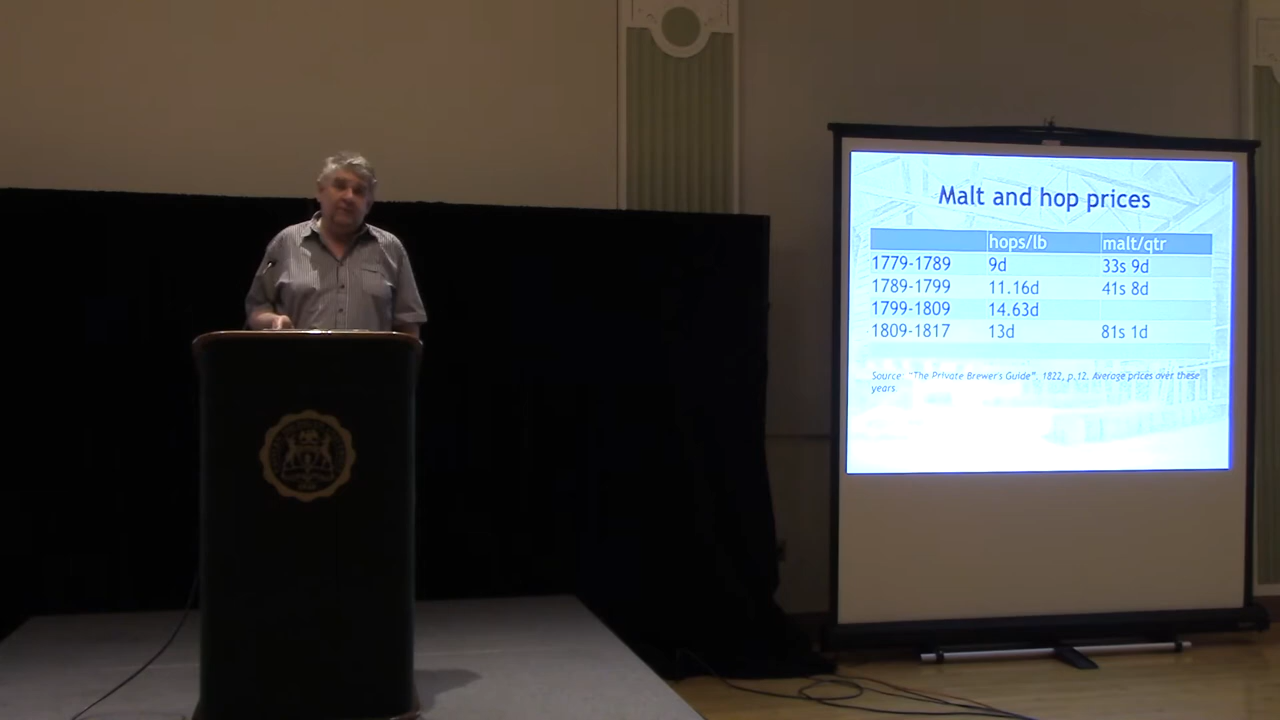 Malt and hop prices
hops/lb malt/qtr
1779-1789 9d 33s 9d
1789-1799 11.16d 41s 8d
1799-1809 14.63d
1809-1817 13d 81s 1d
Source: "The Private Brewer's Guide". 1822, p.12. Average prices over these
years